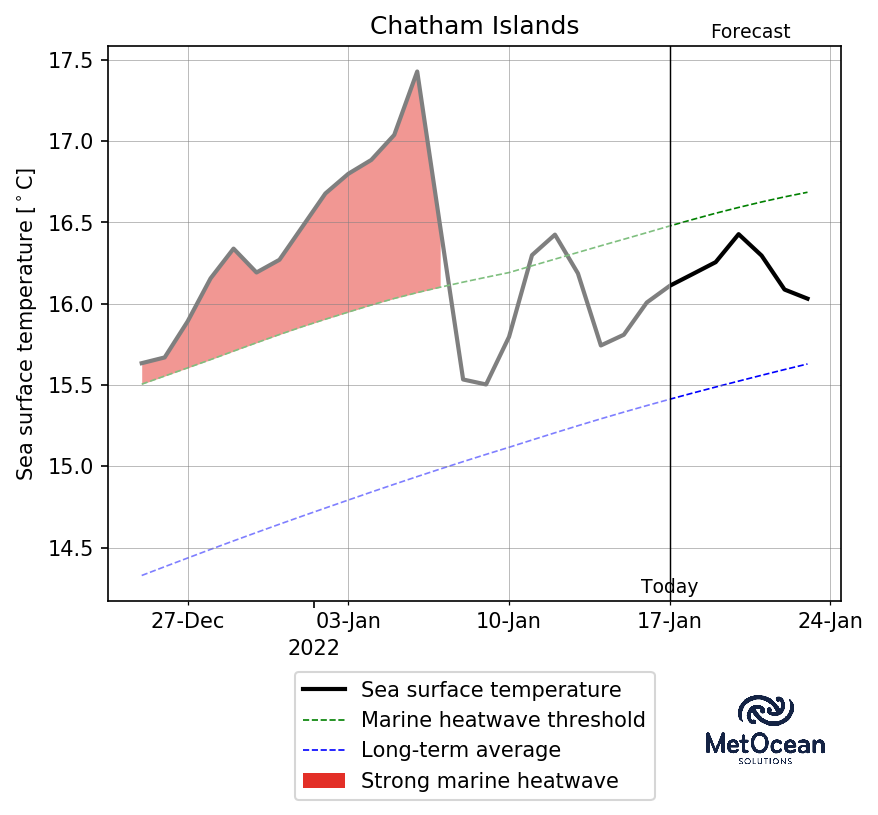 Chatham Islands
Forecast
17.5
17.0
16.5
16.0
15.5
15.0
14.5
Sea surface temperature [°C]
Today
27-Dec 03-Jan 10-Jan 17-Jan 24-Jan
2022
Sea surface temperature
Marine heatwave threshold
Long-term average
Strong marine heatwave
MetOcean
SOLUTIONS